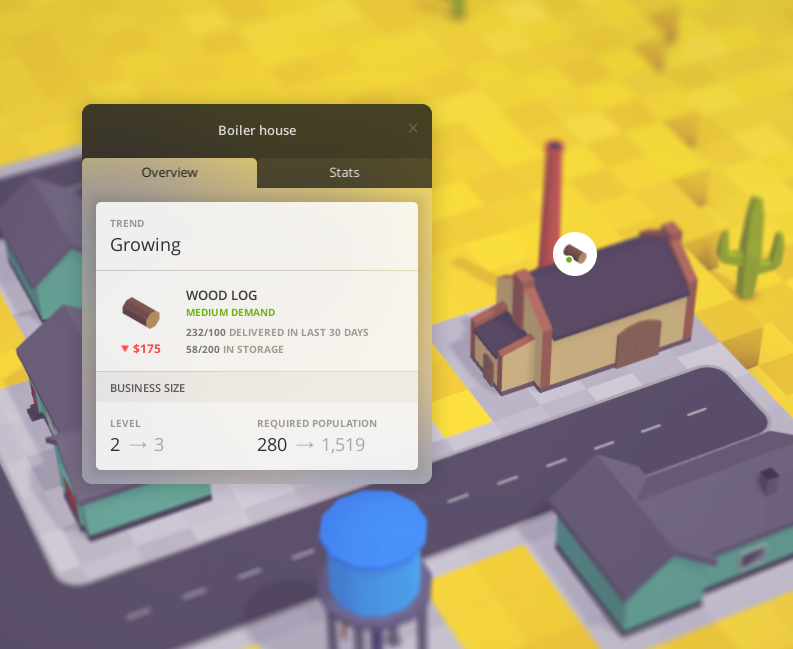 Boiler house
Overview
Stats
TREND
Growing
WOOD LOG
MEDIUM DEMAND
232/100 DELIVERED IN LAST 30 DAYS
▼ $175
58/200 IN STORAGE
BUSINESS SIZE
LEVEL
REQUIRED POPULATION
2 → 3
280 → 1,519